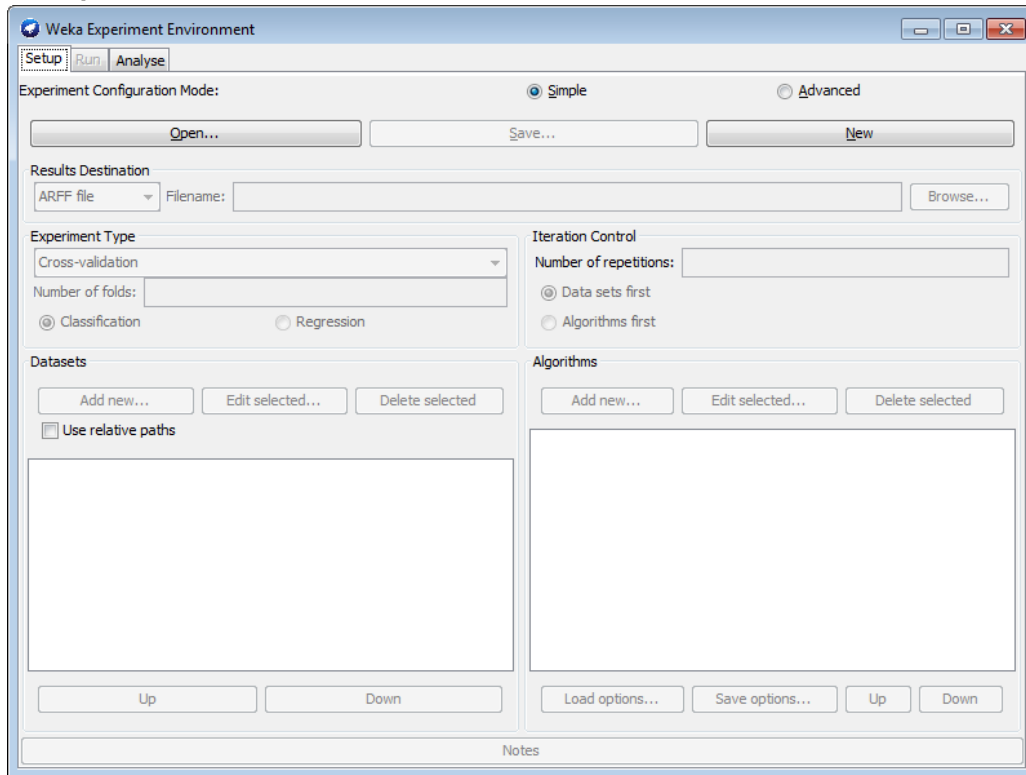 Weka Experiment Environment
Setup Run Analyse
Experiment Configuration Mode: Simple Advanced
Open... Save... New
Results Destination
ARFF file Filename: Browse...
Experiment Type Iteration Control
Cross-validation Number of repetitions:
Number of folds: Data sets first
Classification Regression Algorithms first
Datasets Algorithms
Add new... Edit selected... Delete selected Add new... Edit selected... Delete selected
Use relative paths
Up Down Load options... Save options... Up Down
Notes